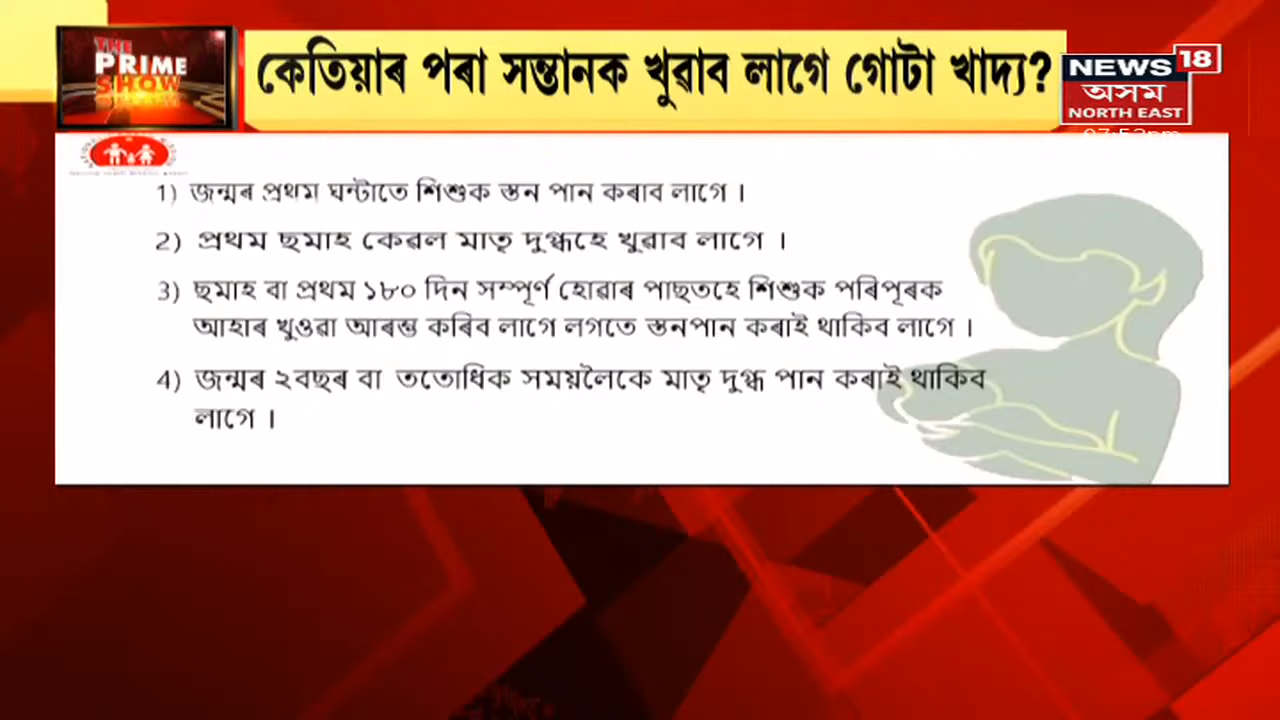 THE
PRIME
SHOW
কেতিয়াৰ পৰা সন্তানক খুৱাব লাগে গোটা খাদ্য?
NEWS 18
অসম
NORTH EAST
07:52pm
1) জন্মৰ প্ৰথম ঘন্টাতে শিশুক স্তন পান কৰাব লাগে ।
2) প্ৰথম ছমাহ কেৱল মাতৃ দুগ্ধহে খুৱাব লাগে ।
3) ছমাহ বা প্ৰথম ১৮০ দিন সম্পূৰ্ণ হোৱাৰ পাছতহে শিশুক পৰিপূৰক
আহাৰ খুওৱা আৰম্ভ কৰিব লাগে লগতে স্তনপান কৰাই থাকিব লাগে ।
4) জন্মৰ ২বছৰ বা ততোধিক সময়লৈকে মাতৃ দুগ্ধ পান কৰাই থাকিব
লাগে ।